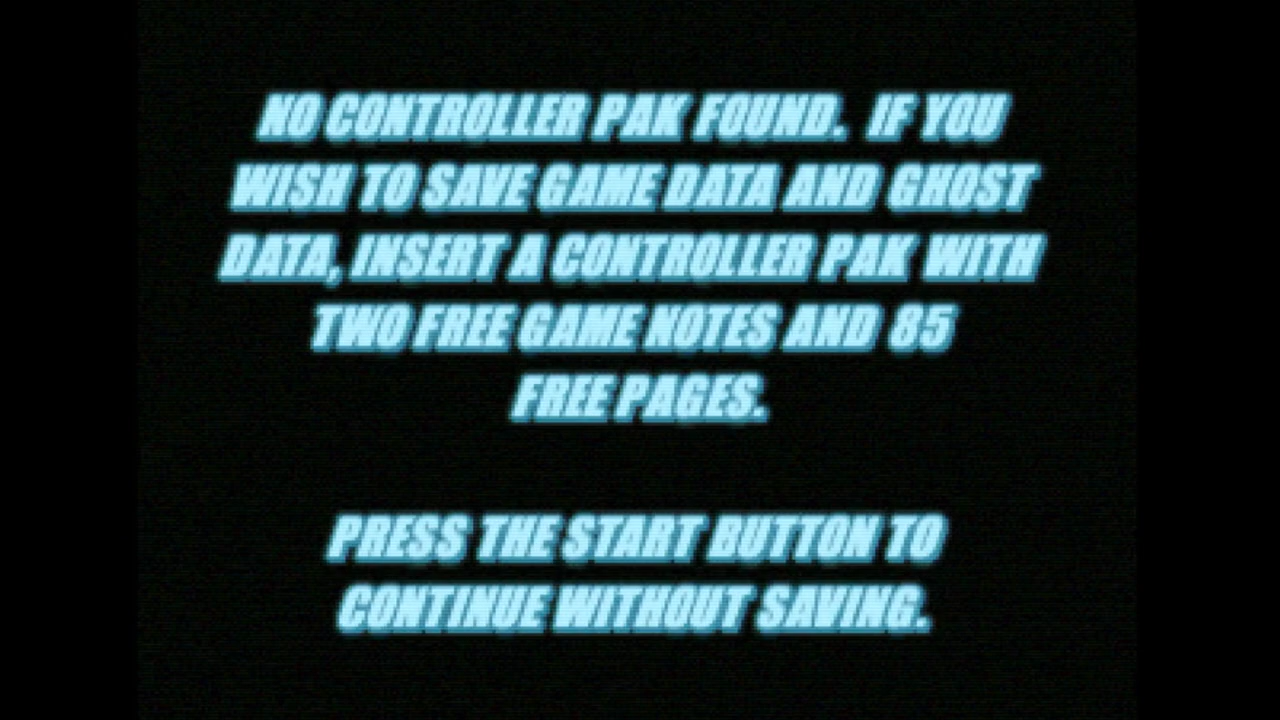 NO CONTROLLER PAK FOUND.  IF YOU
WISH TO SAVE GAME DATA AND GHOST
DATA, INSERT A CONTROLLER PAK WITH
TWO FREE GAME NOTES AND 85
FREE PAGES.
PRESS THE START BUTTON TO
CONTINUE WITHOUT SAVING.